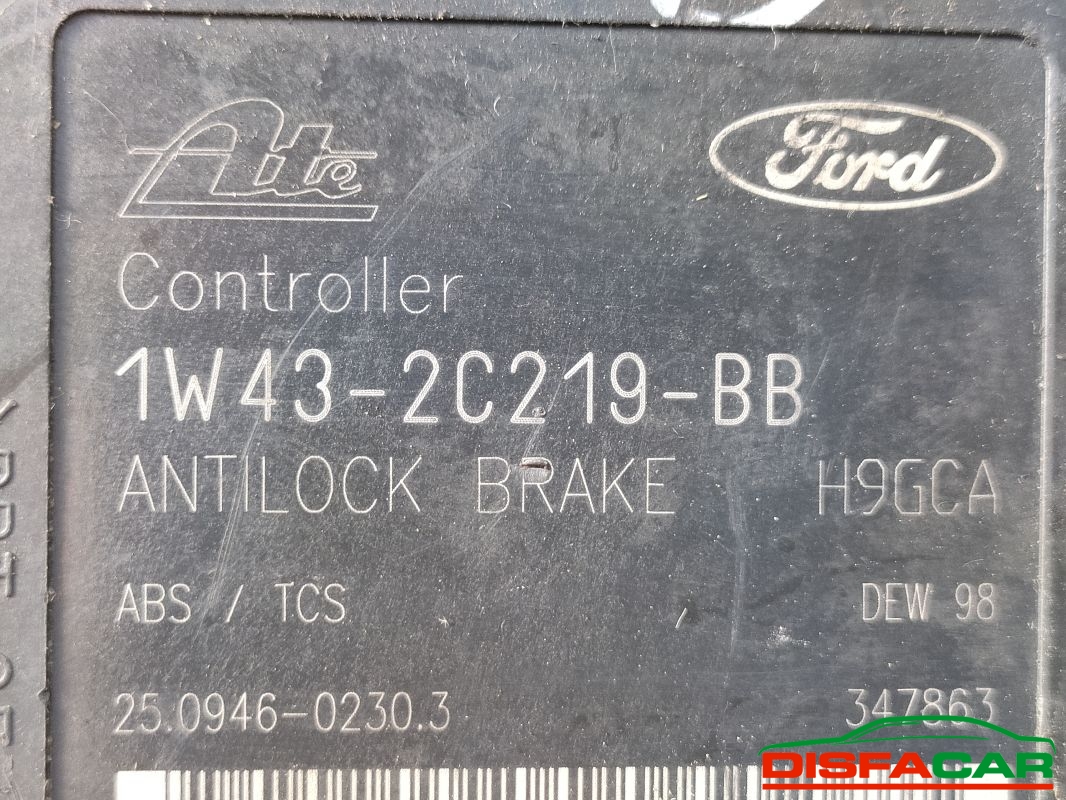 Ate Ford
Controller
1W43-2C219-BB
ANTILOCK BRAKE H9GCA
ABS / TCS DEW 98
25.0946-0230.3 347863
DISFACAR